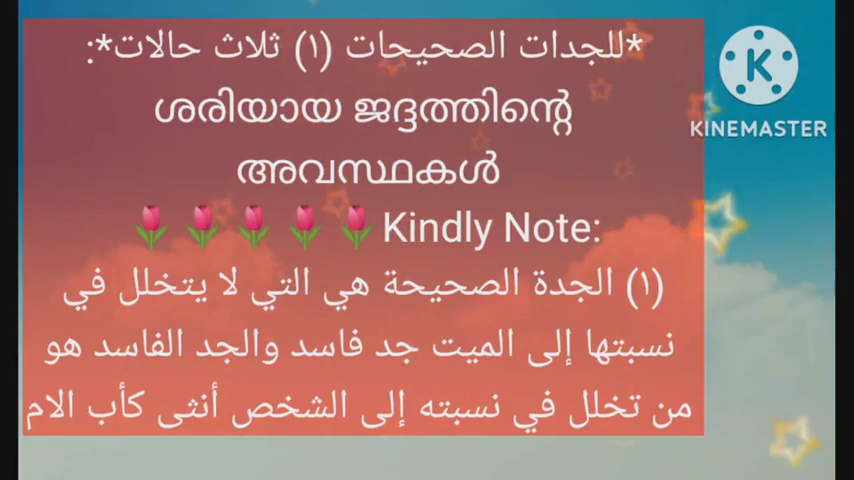 *للجدات الصحيحات (١) ثلاث حالات*:
ശരിയായ ജദ്ദത്തിന്റെ
അവസ്ഥകൾ
🌷🌷🌷🌷🌷Kindly Note:
(١) الجدة الصحيحة هي التي لا يتخلل في
نسبتها إلى الميت جد فاسد والجد الفاسد هو
من تخلل في نسبته إلى الشخص أنثى كأب الام
K
KINEMASTER